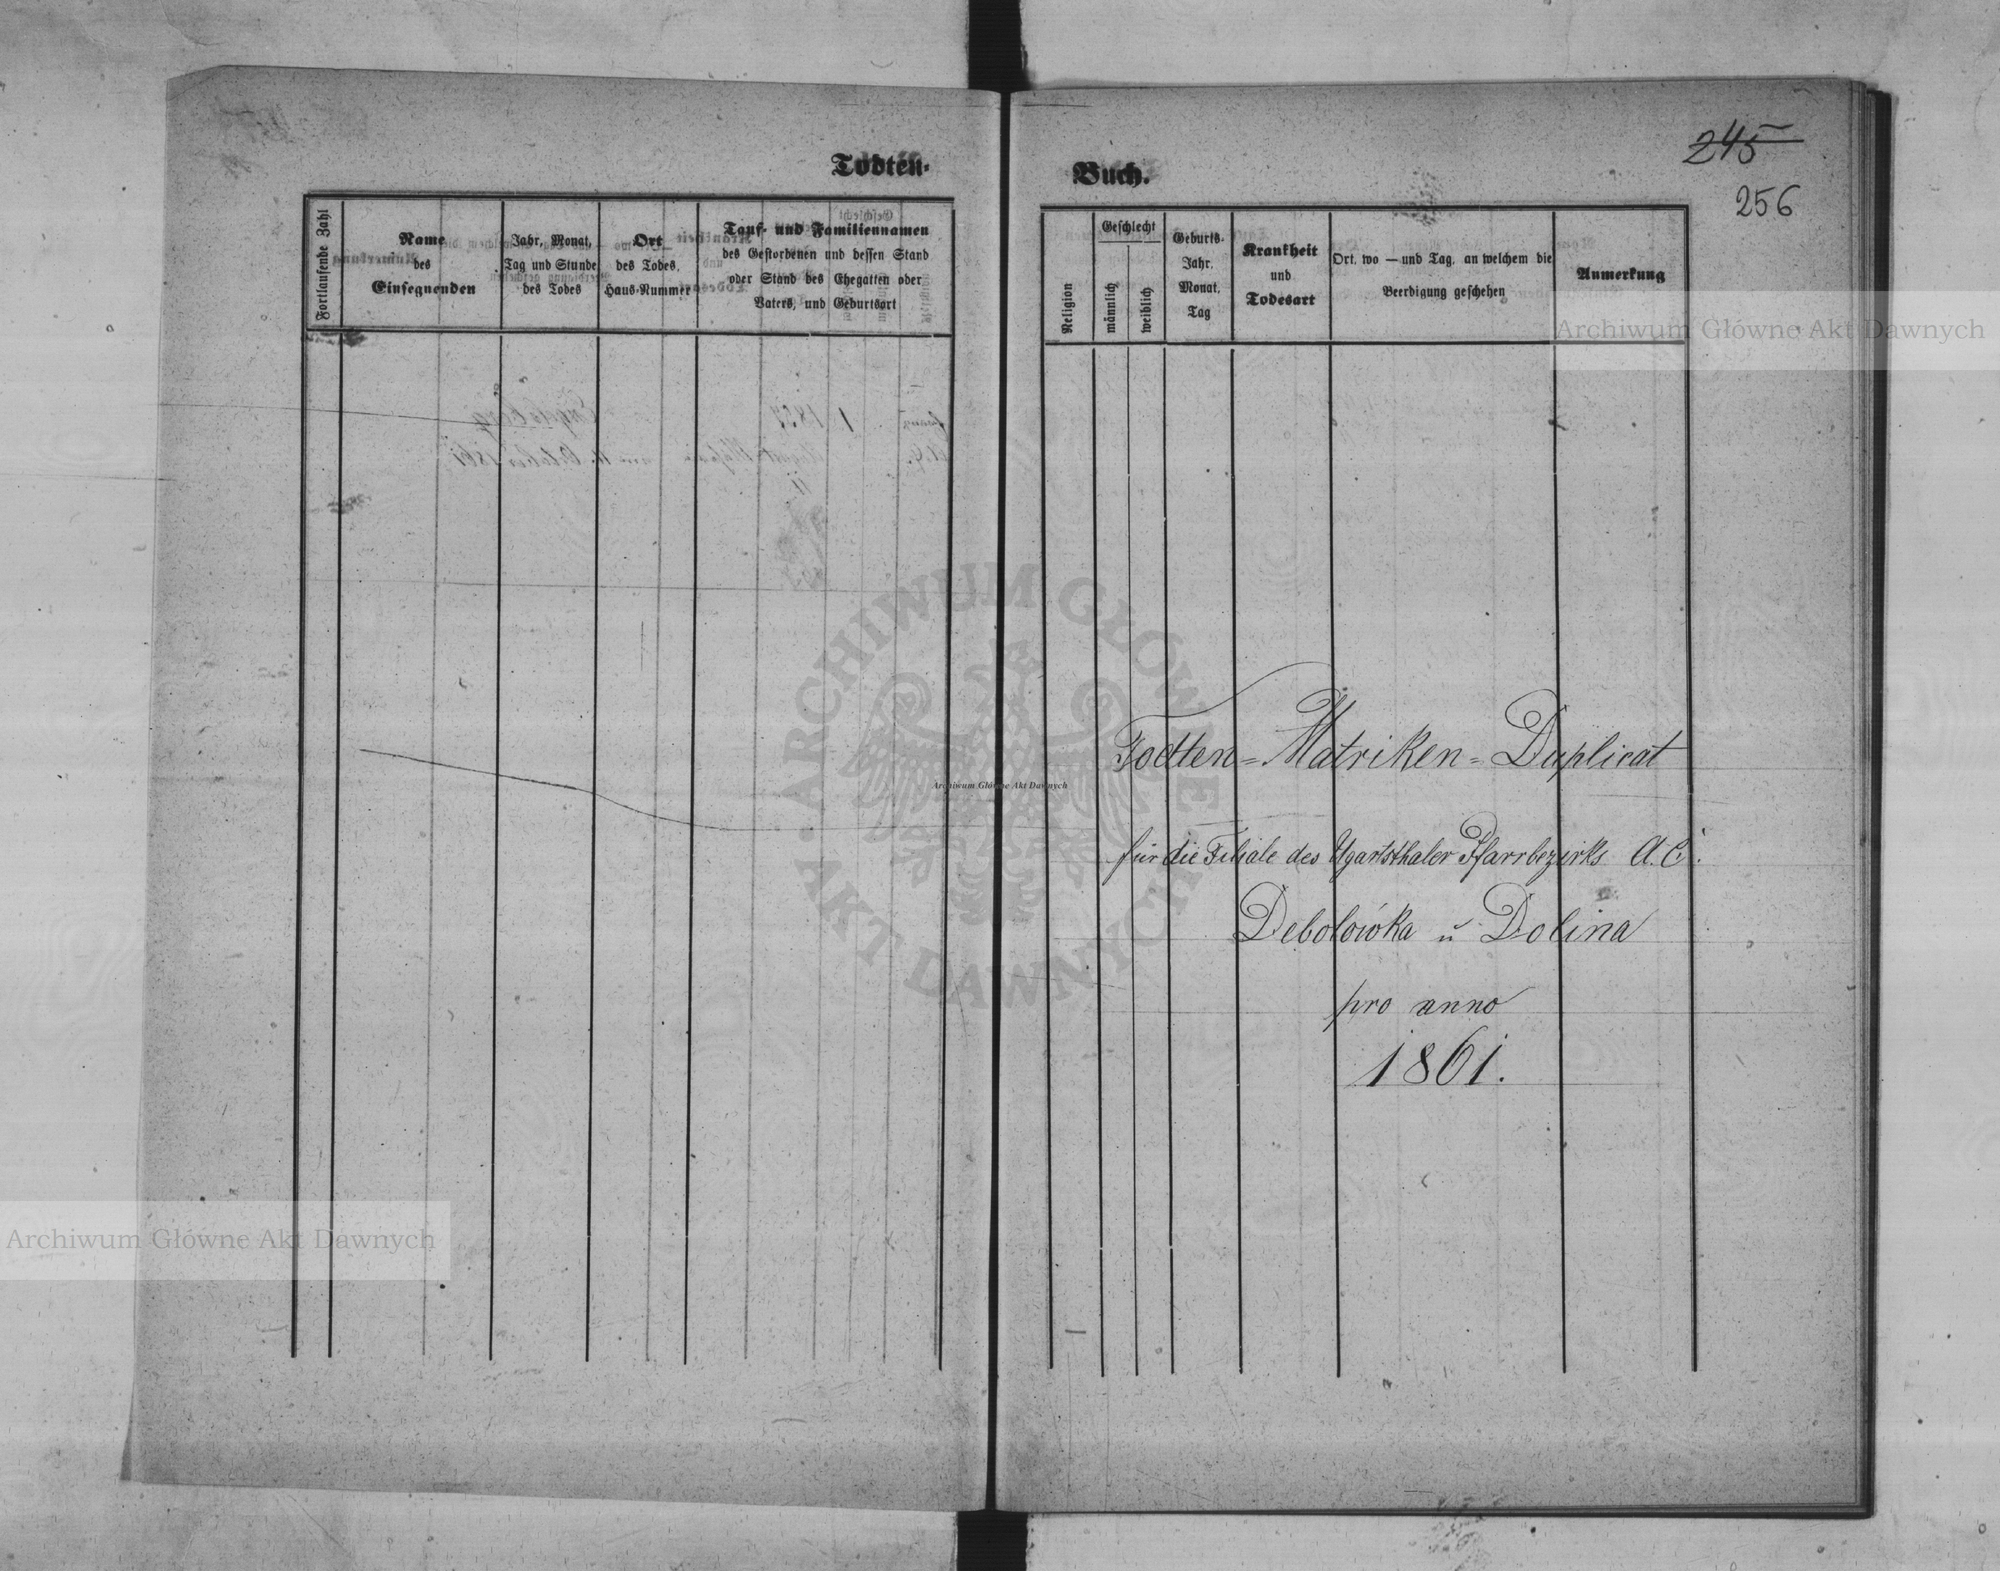 Todten-
Fortlaufende Zahl
Name
des
Einsegnenden
Jahr, Monat,
Tag und Stunde
des Todes
Ort
des Todes,
Haus-Nummer
Tauf- und Familiennamen
des Gestorbenen und dessen Stand
oder Stand des Ehegatten oder
Vaters, und Geburtsort
Buch.
245
256
Religion
Geschlecht
männlich
weiblich
Geburts-
Jahr,
Monat,
Tag
Krankheit
und
Todesart
Ort, wo — und Tag, an welchem die
Beerdigung geschehen
Anmerkung
Todten=Matriken=Duplicat
für die Filiale des Ugartsthaler Pfarrbezirks A. C.
Debolówka u Dolina
pro anno
1861.
Archiwum Główne Akt Dawnych
ARCHIWUM GŁÓWNE AKT DAWNYCH
Archiwum Główne Akt Dawnych
Archiwum Główne Akt Dawnych